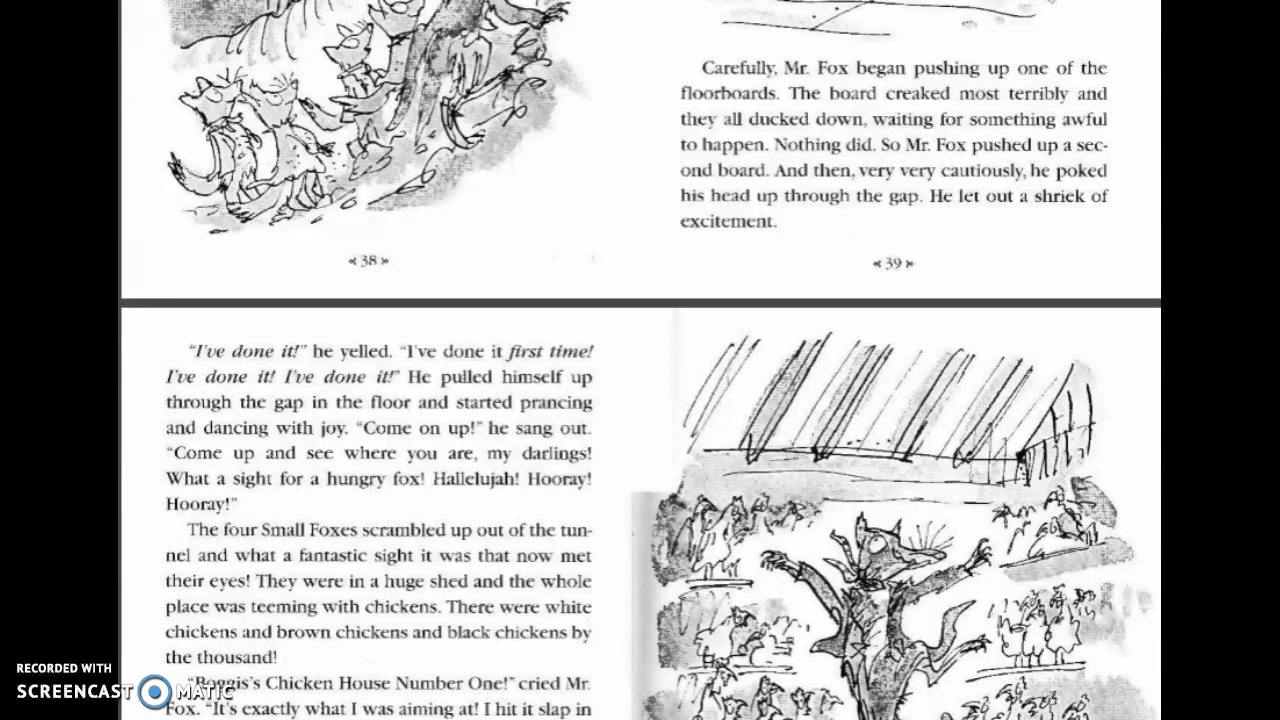 Carefully, Mr. Fox began pushing up one of the
floorboards. The board creaked most terribly and
they all ducked down, waiting for something awful
to happen. Nothing did. So Mr. Fox pushed up a sec-
ond board. And then, very very cautiously, he poked
his head up through the gap. He let out a shriek of
excitement.
38
39
"I've done it!" he yelled. "I've done it first time!
I've done it! I've done it!" He pulled himself up
through the gap in the floor and started prancing
and dancing with joy. "Come on up!" he sang out.
"Come up and see where you are, my darlings!
What a sight for a hungry fox! Hallelujah! Hooray!
Hooray!"
The four Small Foxes scrambled up out of the tun-
nel and what a fantastic sight it was that now met
their eyes! They were in a huge shed and the whole
place was teeming with chickens. There were white
chickens and brown chickens and black chickens by
the thousand!
"Boggis's Chicken House Number One!" cried Mr.
Fox. "It's exactly what I was aiming at! I hit it slap in
RECORDED WITH
SCREENCAST MATIC